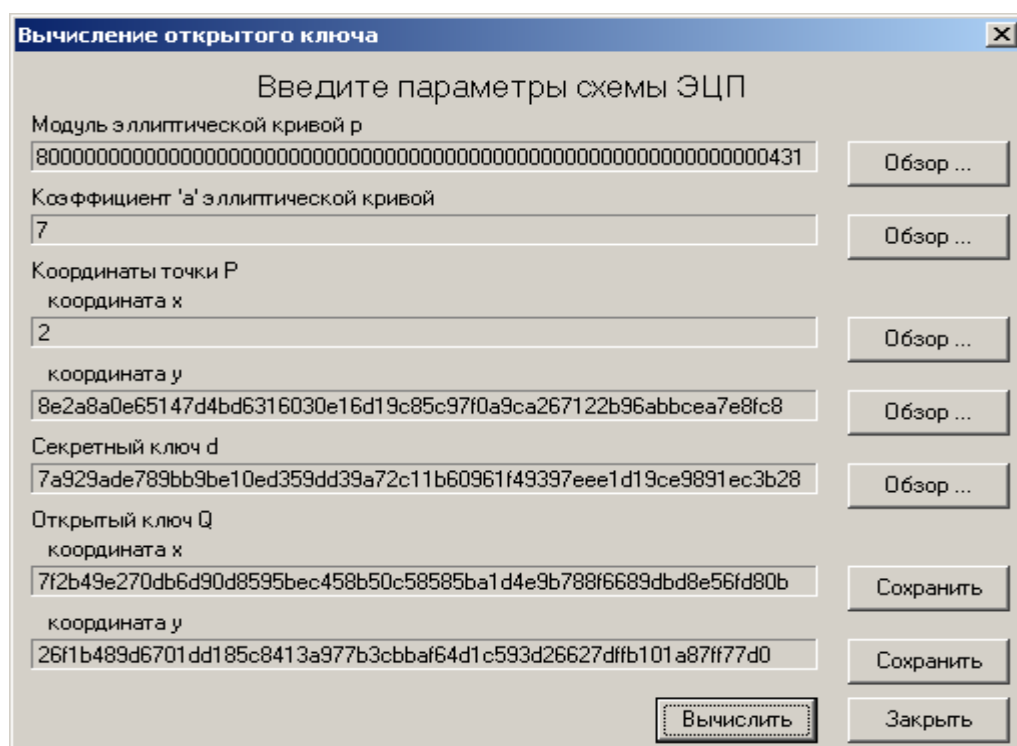 Вычисление открытого ключа
Введите параметры схемы ЭЦП
Модуль эллиптической кривой p
8000000000000000000000000000000000000000000000000000000000000431
Обзор ...
Коэффициент 'a' эллиптической кривой
7
Обзор ...
Координаты точки P
координата x
2
Обзор ...
координата y
8e2a8a0e65147d4bd6316030e16d19c85c97f0a9ca267122b96abbcea7e8fc8
Обзор ...
Секретный ключ d
7a929ade789bb9be10ed359dd39a72c11b60961f49397eee1d19ce9891ec3b28
Обзор ...
Открытый ключ Q
координата x
7f2b49e270db6d90d8595bec458b50c58585ba1d4e9b788f6689dbd8e56fd80b
Сохранить
координата y
26f1b489d6701dd185c8413a977b3cbbaf64d1c593d26627dffb101a87ff77d0
Сохранить
Вычислить
Закрыть